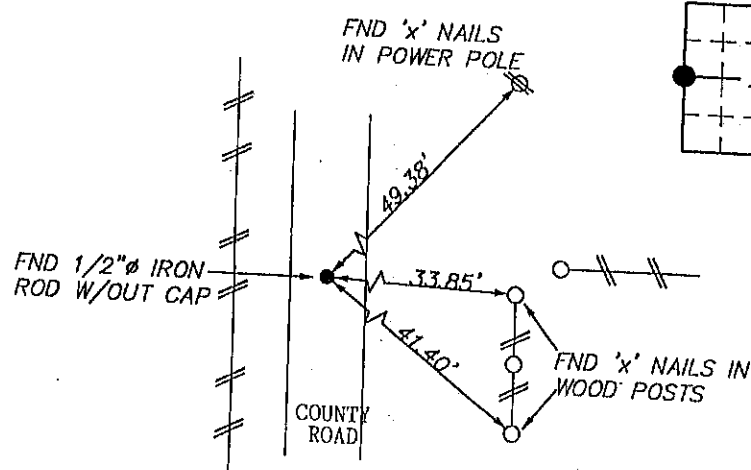 FND 'x' NAILS
IN POWER POLE
49.38'
FND 1/2"ø IRON
ROD W/OUT CAP
33.85'
41.40'
FND 'x' NAILS IN
WOOD POSTS
COUNTY
ROAD